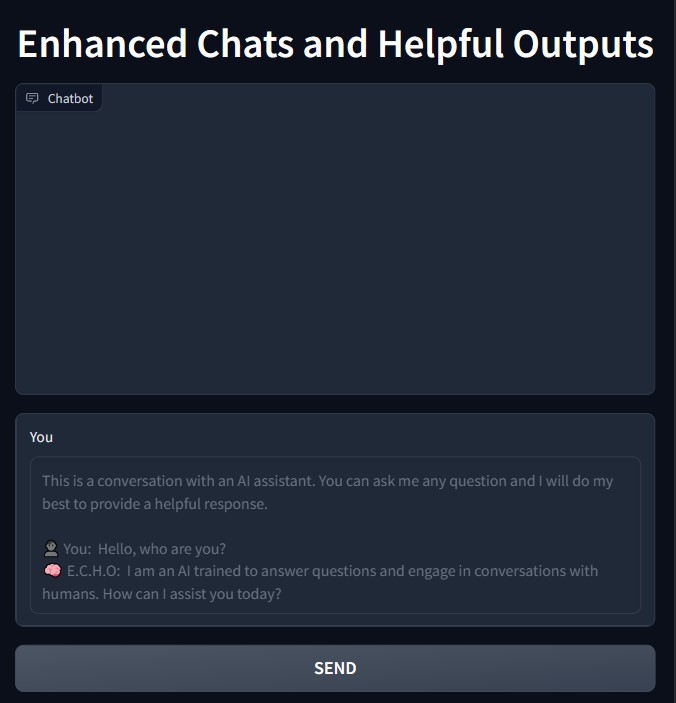 Enhanced Chats and Helpful Outputs
Chatbot
You
This is a conversation with an AI assistant. You can ask me any question and I will do my
best to provide a helpful response.
You: Hello, who are you?
E.C.H.O: I am an AI trained to answer questions and engage in conversations with
humans. How can I assist you today?
SEND